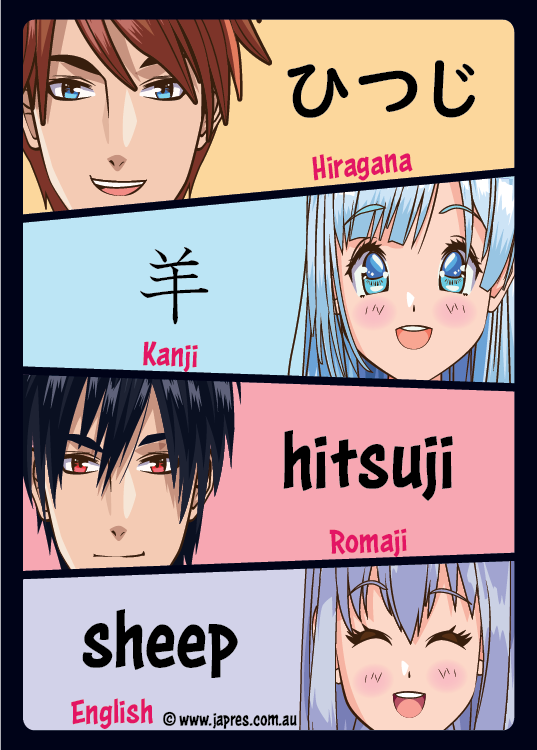 ひつじ
Hiragana
羊
Kanji
hitsuji
Romaji
sheep
English © www.japres.com.au